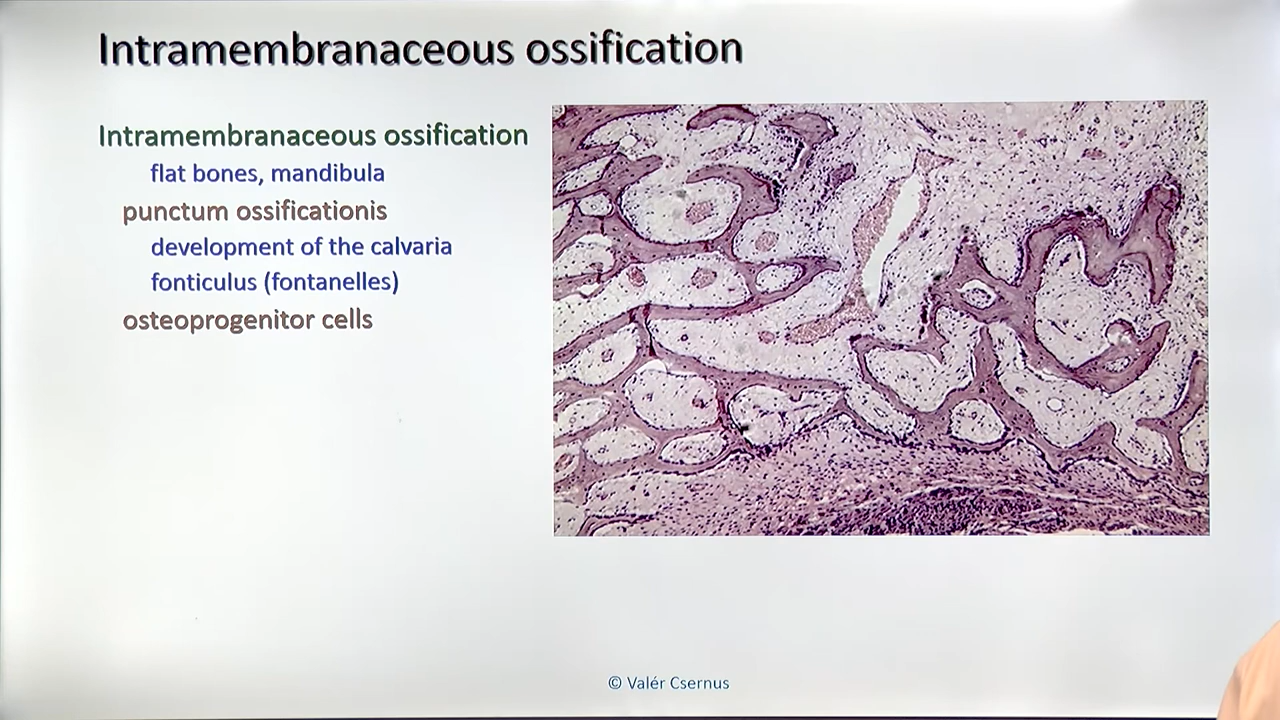 Intramembranaceous ossification
Intramembranaceous ossification
flat bones, mandibula
punctum ossificationis
development of the calvaria
fonticulus (fontanelles)
osteoprogenitor cells
© Valér Csernus